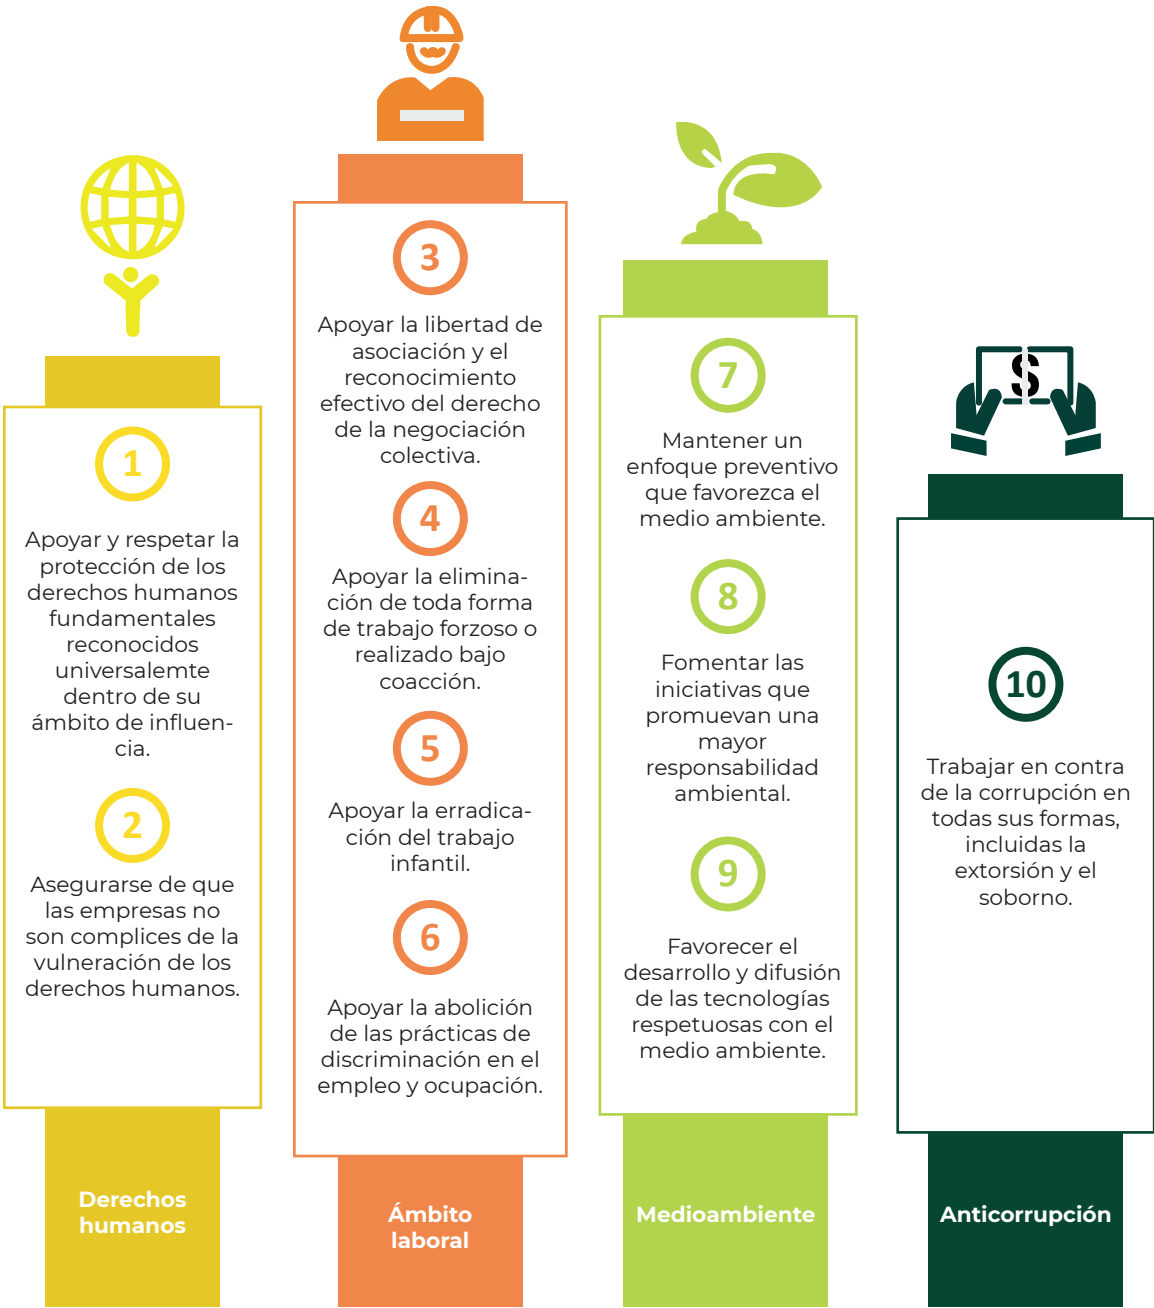 1
Apoyar y respetar la
protección de los
derechos humanos
fundamentales
reconocidos
universalemte
dentro de su
ámbito de influen-
cia.
2
Asegurarse de que
las empresas no
son complices de la
vulneración de los
derechos humanos.
Derechos
humanos
3
Apoyar la libertad de
asociación y el
reconocimiento
efectivo del derecho
de la negociación
colectiva.
4
Apoyar la elimina-
ción de toda forma
de trabajo forzoso o
realizado bajo
coacción.
5
Apoyar la erradica-
ción del trabajo
infantil.
6
Apoyar la abolición
de las prácticas de
discriminación en el
empleo y ocupación.
Ámbito
laboral
7
Mantener un
enfoque preventivo
que favorezca el
medio ambiente.
8
Fomentar las
iniciativas que
promuevan una
mayor
responsabilidad
ambiental.
9
Favorecer el
desarrollo y difusión
de las tecnologías
respetuosas con el
medio ambiente.
Medioambiente
$
10
Trabajar en contra
de la corrupción en
todas sus formas,
incluidas la
extorsión y el
soborno.
Anticorrupción